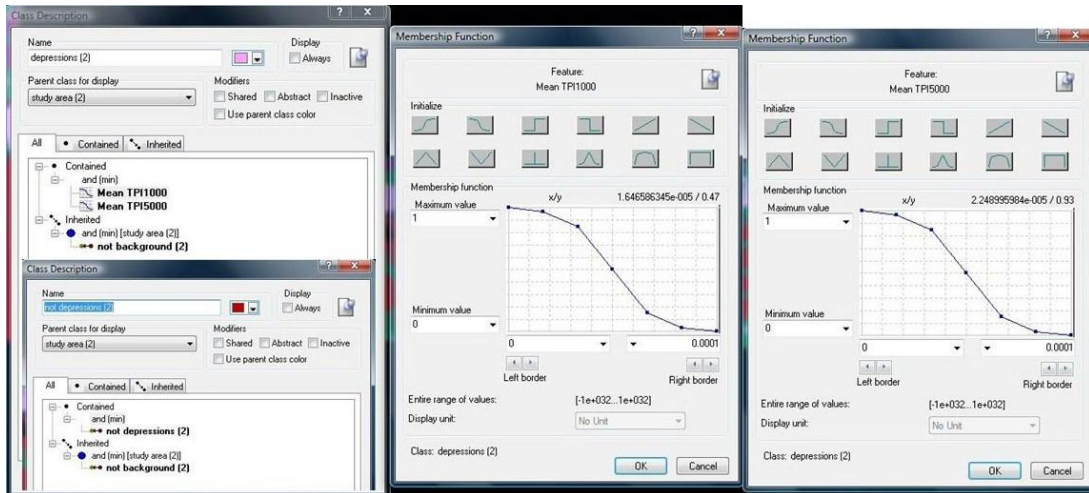 Class Description
Name
depressions (2)
Display
Always
Parent class for display
study area (2)
Modifiers
Shared Abstract Inactive
Use parent class color
All Contained Inherited
Contained
and (min)
Mean TPI1000
Mean TPI5000
Inherited
and (min) [study area (2)]
not background (2)
Class Description
Name
not depressions (2)
Display
Always
Parent class for display
study area (2)
Modifiers
Shared Abstract Inactive
Use parent class color
All Contained Inherited
Contained
and (min)
not depressions (2)
Inherited
and (min) [study area (2)]
not background (2)
Membership Function
Feature:
Mean TPI1000
Initialize
Membership function
x/y 1.646586345e-005 / 0.47
Maximum value
1
Minimum value
0
0 0.0001
Left border Right border
Entire range of values: [-1e+032...1e+032]
Display unit: No Unit
Class: depressions (2)
OK Cancel
Membership Function
Feature:
Mean TPI5000
Initialize
Membership function
x/y 2.248995984e-005 / 0.93
Maximum value
1
Minimum value
0
0 0.0001
Left border Right border
Entire range of values: [-1e+032...1e+032]
Display unit: No Unit
Class: depressions (2)
OK Cancel